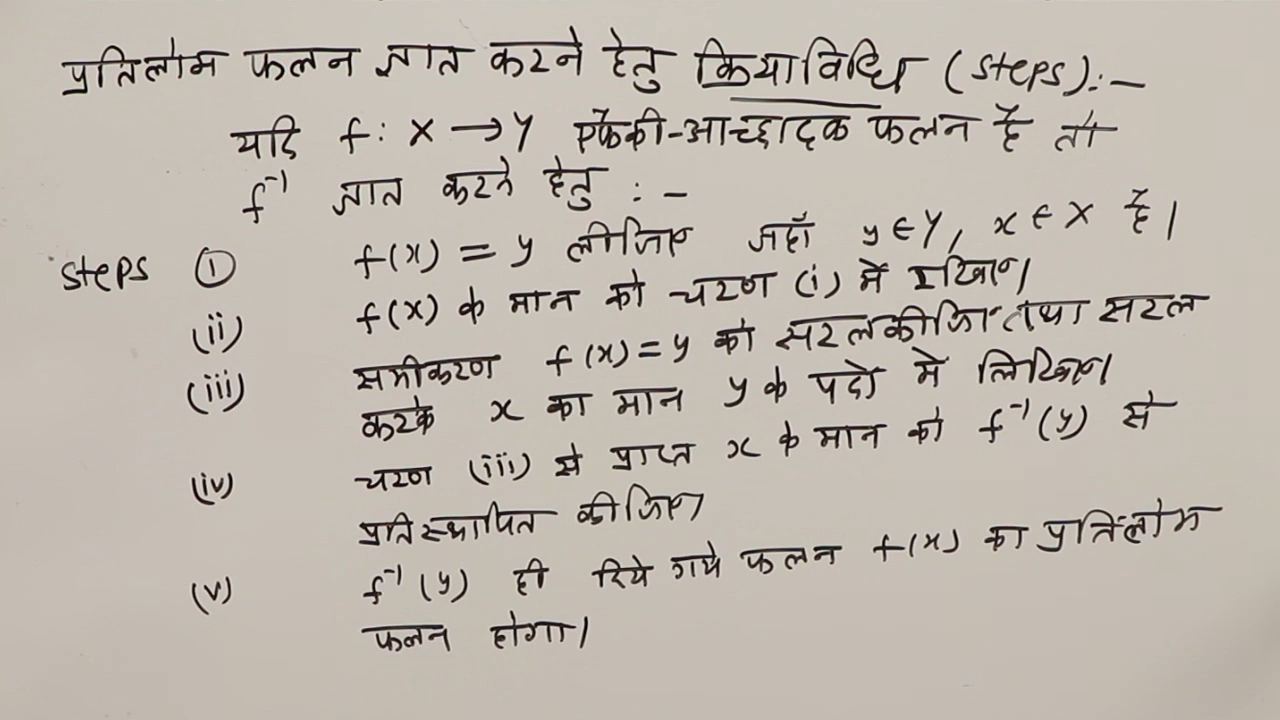 प्रतिलोम फलन ज्ञात करने हेतु क्रियाविधि (steps):-
यदि f: X → Y एकैकी-आच्छादक फलन है तो
f⁻¹ ज्ञात करने हेतु :-
steps ① f(x) = y लीजिए जहाँ y ∈ Y, x ∈ X है।
(ii) f(x) के मान को चरण (i) में रखिए।
(iii) समीकरण f(x) = y को सरल कीजिए तथा सरल
करके x का मान y के पदों में लिखिए।
(iv) चरण (iii) से प्राप्त x के मान को f⁻¹(y) से
प्रतिस्थापित कीजिए।
(v) f⁻¹(y) ही दिये गये फलन f(x) का प्रतिलोम
फलन होगा।